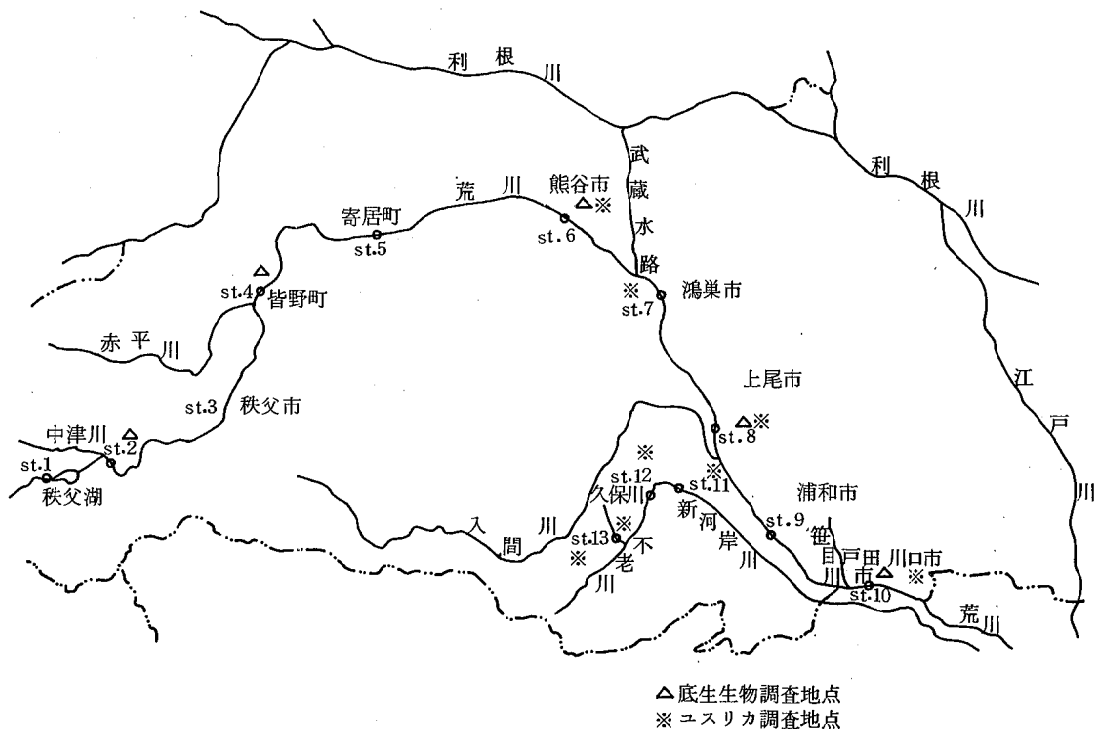 利根川
武蔵水路
利根川
熊谷市
△※
荒川
寄居町
st.6
st.5
※
st.7
鴻巣市
△
st.4
皆野町
赤平川
江戸川
上尾市
△※
st.8
st.3
秩父市
中津川
△
st.2
st.1
秩父湖
※
st.12
※
st.11
久保川
浦和市
新河岸川
st.9
笹目川
入間川
※
st.13
※
不老川
戸田市
△
川口市
※
st.10
荒川
△底生生物調査地点
※ユスリカ調査地点